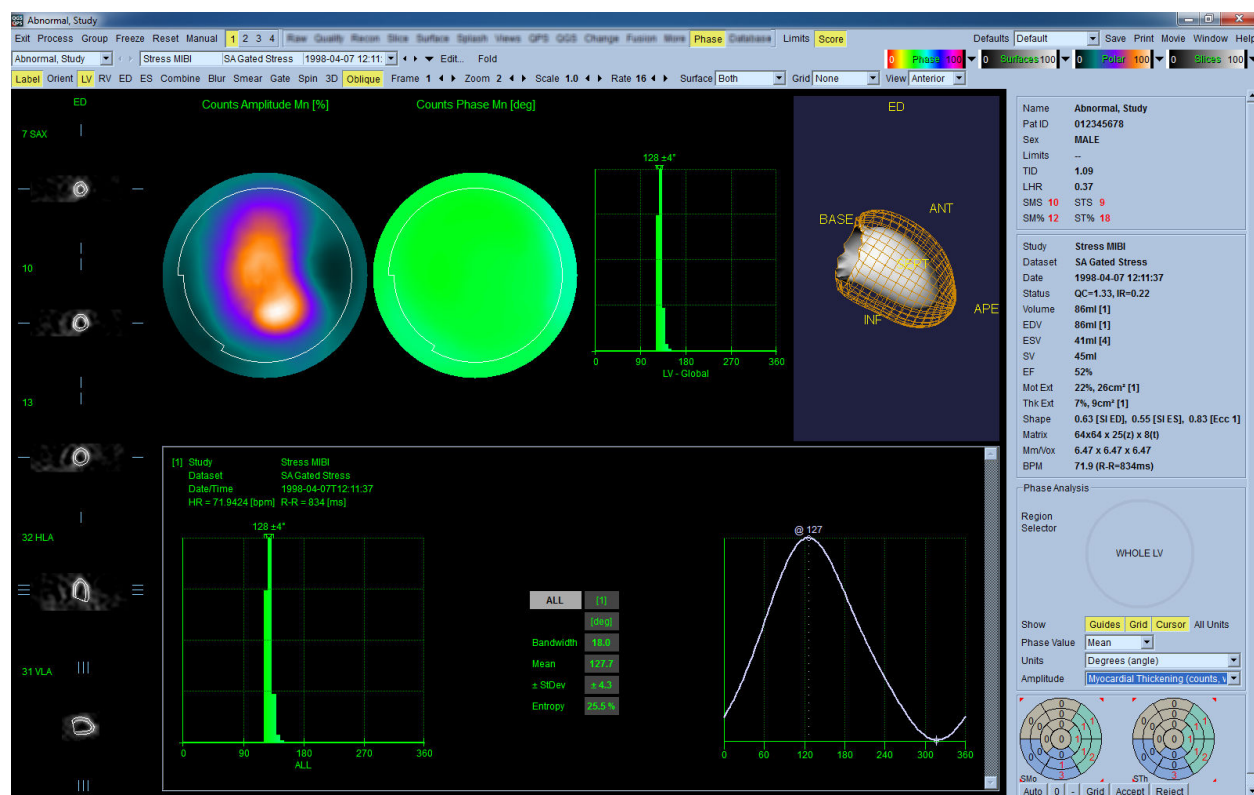 QGS QPS Abnormal, Study
Exit Process Group Freeze Reset Manual 1 2 3 4 Raw Quality Recon Slice Surface Splash Views QPS QGS Change Fusion More Phase Database Limits Score Defaults Default Save Print Movie Window Help
Abnormal, Study Stress MIBI SA Gated Stress 1998-04-07 12:11: Edit... Fold 0 Phase 100 0 Surfaces 100 0 Polar 100 0 Slices 100
Label Orient LV RV ED ES Combine Blur Smear Gate Spin 3D Oblique Frame 1 Zoom 2 Scale 1.0 Rate 16 Surface Both Grid None View Anterior
ED
7 SAX
10
13
32 HLA
31 VLA
Counts Amplitude Mn [%]
Counts Phase Mn [deg]
128 ±4°
0 90 180 270 360
LV - Global
ED
BASE
ANT
SEPT
INF
APE
[1] Study Stress MIBI
Dataset SA Gated Stress
Date/Time 1998-04-07T12:11:37
HR = 71.9424 [bpm] R-R = 834 [ms]
128 ±4°
0 90 180 270 360
ALL
ALL [1]
[deg]
Bandwidth 18.0
Mean 127.7
± StDev ± 4.3
Entropy 25.5 %
@ 127
0 60 120 180 240 300 360
Name Abnormal, Study
Pat ID 012345678
Sex MALE
Limits --
TID 1.09
LHR 0.37
SMS 10 STS 9
SM% 12 ST% 18
Study Stress MIBI
Dataset SA Gated Stress
Date 1998-04-07 12:11:37
Status QC=1.33, IR=0.22
Volume 86ml [1]
EDV 86ml [1]
ESV 41ml [4]
SV 45ml
EF 52%
Mot Ext 22%, 26cm² [1]
Thk Ext 7%, 9cm² [1]
Shape 0.63 [SI ED], 0.55 [SI ES], 0.83 [Ecc 1]
Matrix 64x64 x 25(z) x 8(t)
Mm/Vox 6.47 x 6.47 x 6.47
BPM 71.9 (R-R=834ms)
Phase Analysis
Region
Selector
WHOLE LV
Show Guides Grid Cursor All Units
Phase Value Mean
Units Degrees (angle)
Amplitude Myocardial Thickening (counts, v
SMo STh
Auto 0 - Grid Accept Reject